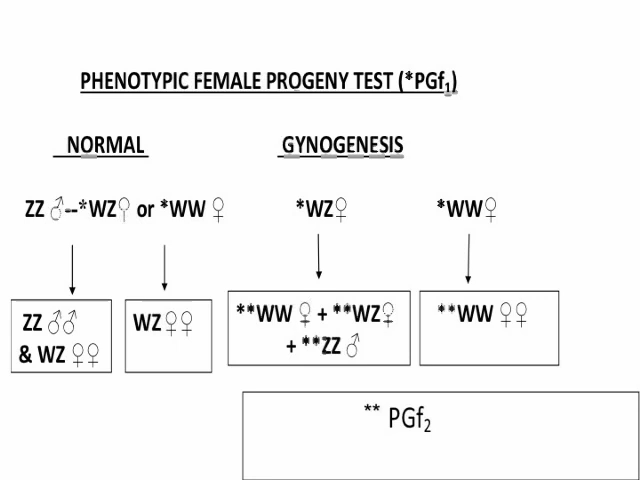 PHENOTYPIC FEMALE PROGENY TEST (*PGf₁)
NORMAL GYNOGENESIS
ZZ ♂--*WZ♀ or *WW ♀ *WZ♀ *WW♀
ZZ ♂♂
& WZ ♀♀
WZ♀♀
**WW ♀ + **WZ♀
+ **ZZ ♂
**WW ♀♀
** PGf₂